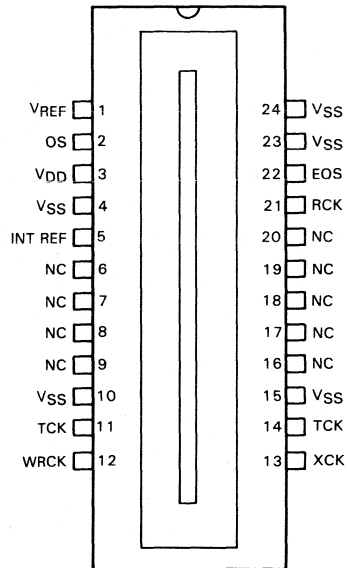 VREF 1 24 VSS
OS 2 23 VSS
VDD 3 22 EOS
VSS 4 21 RCK
INT REF 5 20 NC
NC 6 19 NC
NC 7 18 NC
NC 8 17 NC
NC 9 16 NC
VSS 10 15 VSS
TCK 11 14 TCK
WRCK 12 13 XCK